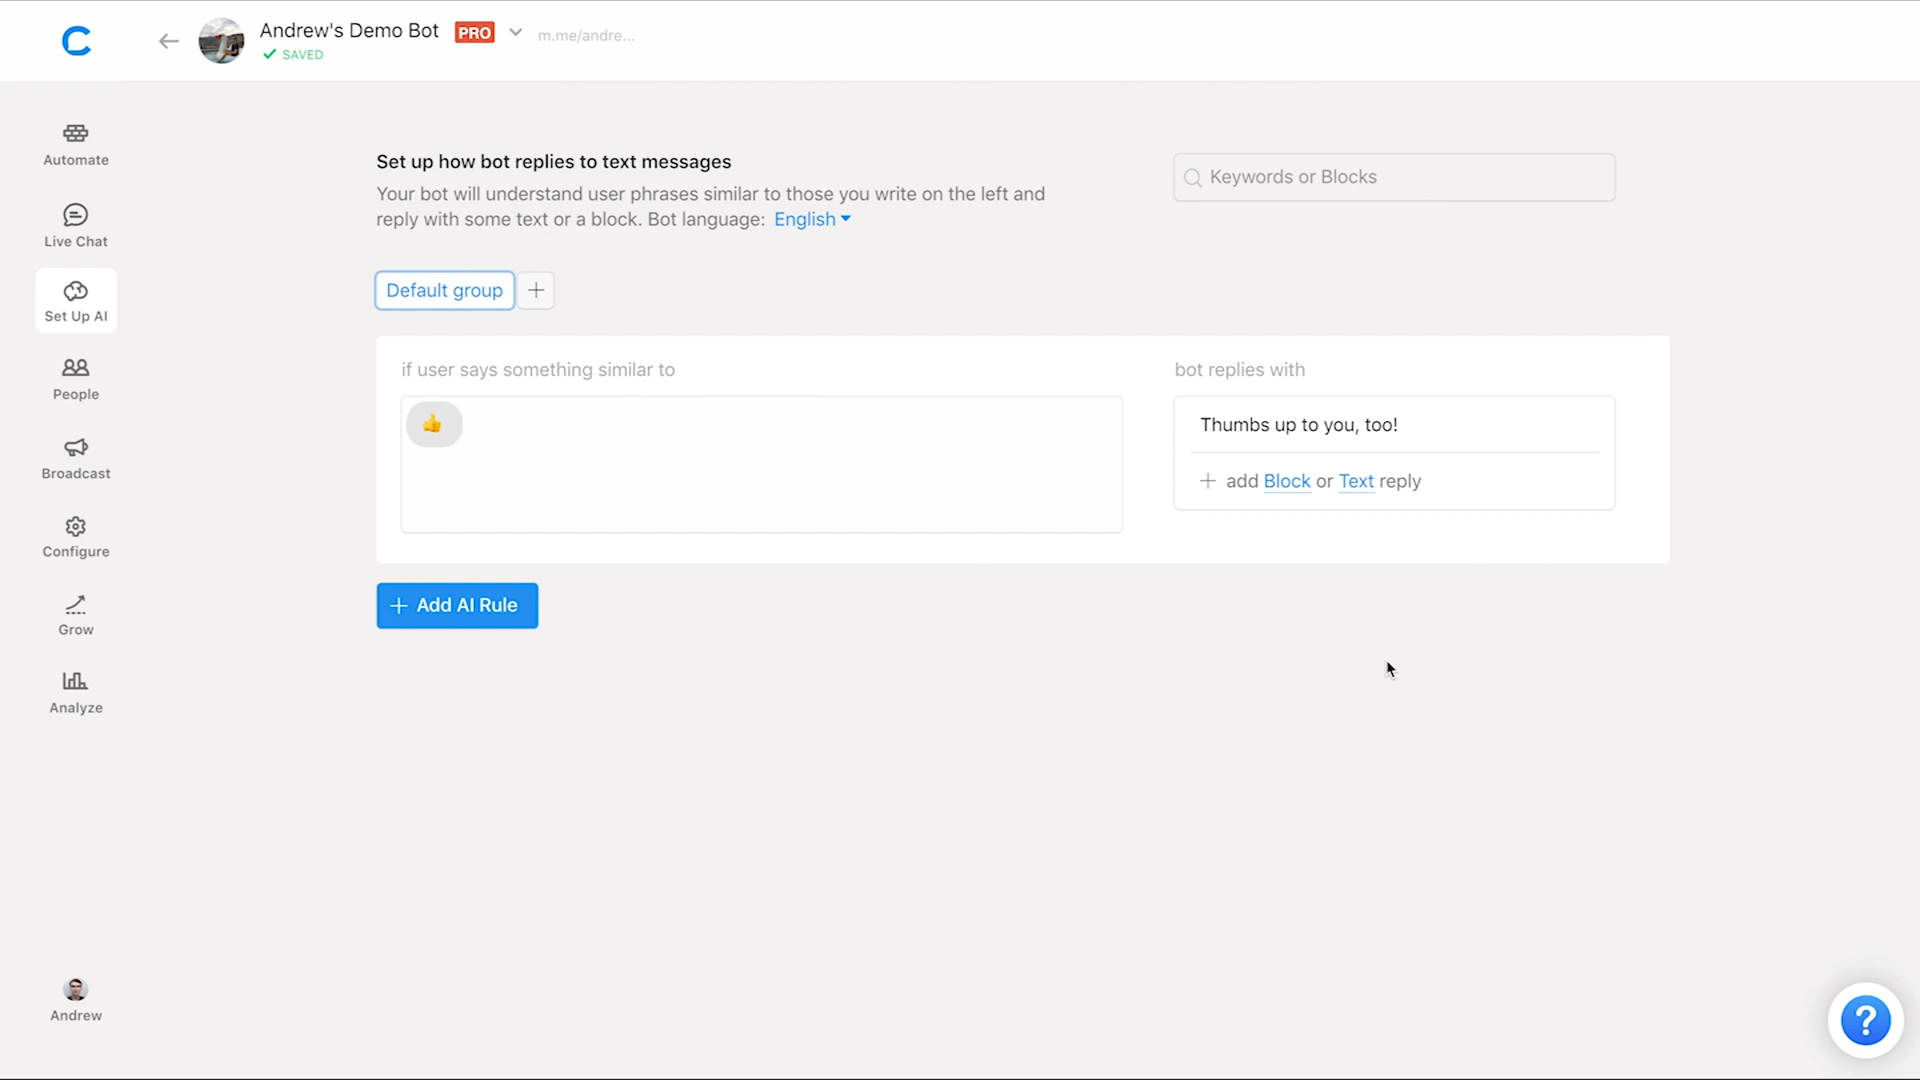 Andrew's Demo Bot PRO m.me/andre...
SAVED
Automate
Live Chat
Set Up AI
People
Broadcast
Configure
Grow
Analyze
Andrew
Set up how bot replies to text messages
Your bot will understand user phrases similar to those you write on the left and
reply with some text or a block. Bot language: English
Keywords or Blocks
Default group
if user says something similar to
👍
bot replies with
Thumbs up to you, too!
+ add Block or Text reply
+ Add AI Rule
?